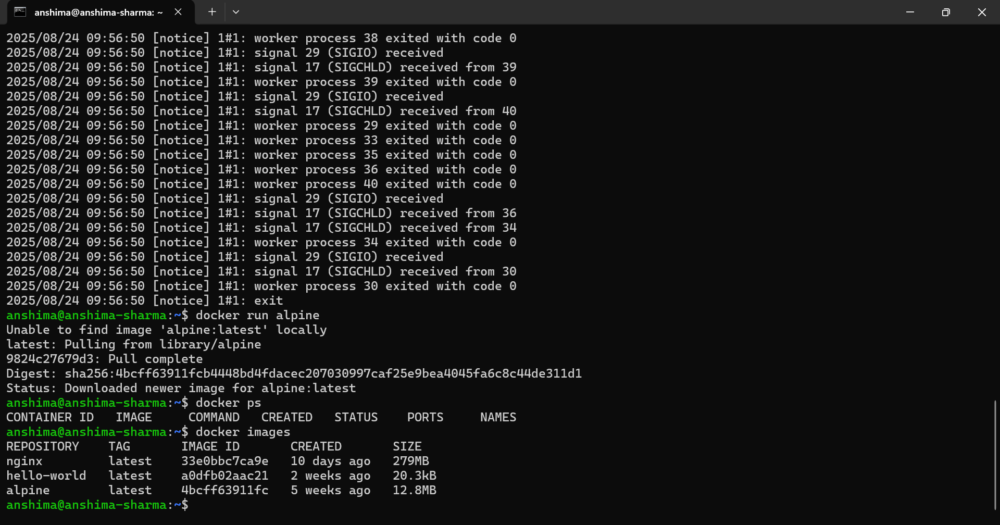 anshima@anshima-sharma: ~
2025/08/24 09:56:50 [notice] 1#1: worker process 38 exited with code 0
2025/08/24 09:56:50 [notice] 1#1: signal 29 (SIGIO) received
2025/08/24 09:56:50 [notice] 1#1: signal 17 (SIGCHLD) received from 39
2025/08/24 09:56:50 [notice] 1#1: worker process 39 exited with code 0
2025/08/24 09:56:50 [notice] 1#1: signal 29 (SIGIO) received
2025/08/24 09:56:50 [notice] 1#1: signal 17 (SIGCHLD) received from 40
2025/08/24 09:56:50 [notice] 1#1: worker process 29 exited with code 0
2025/08/24 09:56:50 [notice] 1#1: worker process 33 exited with code 0
2025/08/24 09:56:50 [notice] 1#1: worker process 35 exited with code 0
2025/08/24 09:56:50 [notice] 1#1: worker process 36 exited with code 0
2025/08/24 09:56:50 [notice] 1#1: worker process 40 exited with code 0
2025/08/24 09:56:50 [notice] 1#1: signal 29 (SIGIO) received
2025/08/24 09:56:50 [notice] 1#1: signal 17 (SIGCHLD) received from 36
2025/08/24 09:56:50 [notice] 1#1: signal 17 (SIGCHLD) received from 34
2025/08/24 09:56:50 [notice] 1#1: worker process 34 exited with code 0
2025/08/24 09:56:50 [notice] 1#1: signal 29 (SIGIO) received
2025/08/24 09:56:50 [notice] 1#1: signal 17 (SIGCHLD) received from 30
2025/08/24 09:56:50 [notice] 1#1: worker process 30 exited with code 0
2025/08/24 09:56:50 [notice] 1#1: exit
anshima@anshima-sharma:~$ docker run alpine
Unable to find image 'alpine:latest' locally
latest: Pulling from library/alpine
9824c27679d3: Pull complete
Digest: sha256:4bcff63911fcb4448bd4fdacec207030997caf25e9bea4045fa6c8c44de311d1
Status: Downloaded newer image for alpine:latest
anshima@anshima-sharma:~$ docker ps
CONTAINER ID   IMAGE     COMMAND   CREATED   STATUS    PORTS     NAMES
anshima@anshima-sharma:~$ docker images
REPOSITORY    TAG       IMAGE ID       CREATED       SIZE
nginx         latest    33e0bbc7ca9e   10 days ago   279MB
hello-world   latest    a0dfb02aac21   2 weeks ago   20.3kB
alpine        latest    4bcff63911fc   5 weeks ago   12.8MB
anshima@anshima-sharma:~$